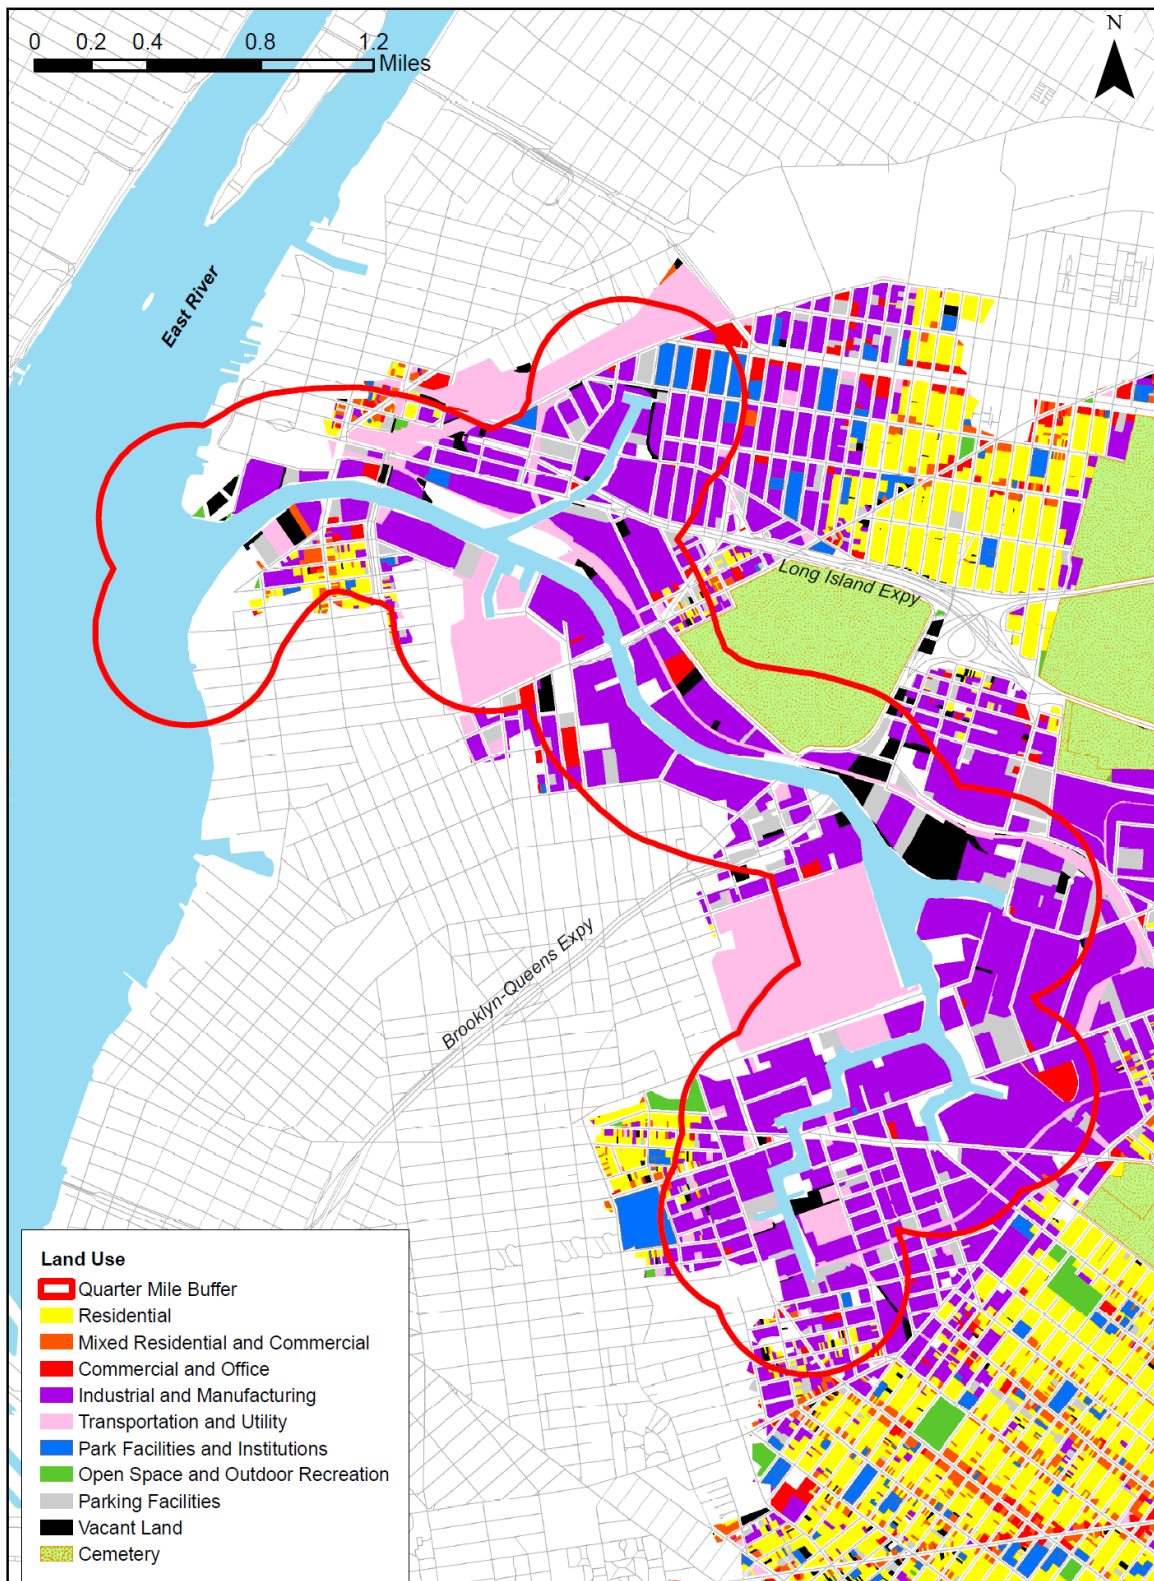 0 0.2 0.4 0.8 1.2
Miles
N
East River
Long Island Expy
Brooklyn-Queens Expy
Land Use
Quarter Mile Buffer
Residential
Mixed Residential and Commercial
Commercial and Office
Industrial and Manufacturing
Transportation and Utility
Park Facilities and Institutions
Open Space and Outdoor Recreation
Parking Facilities
Vacant Land
Cemetery